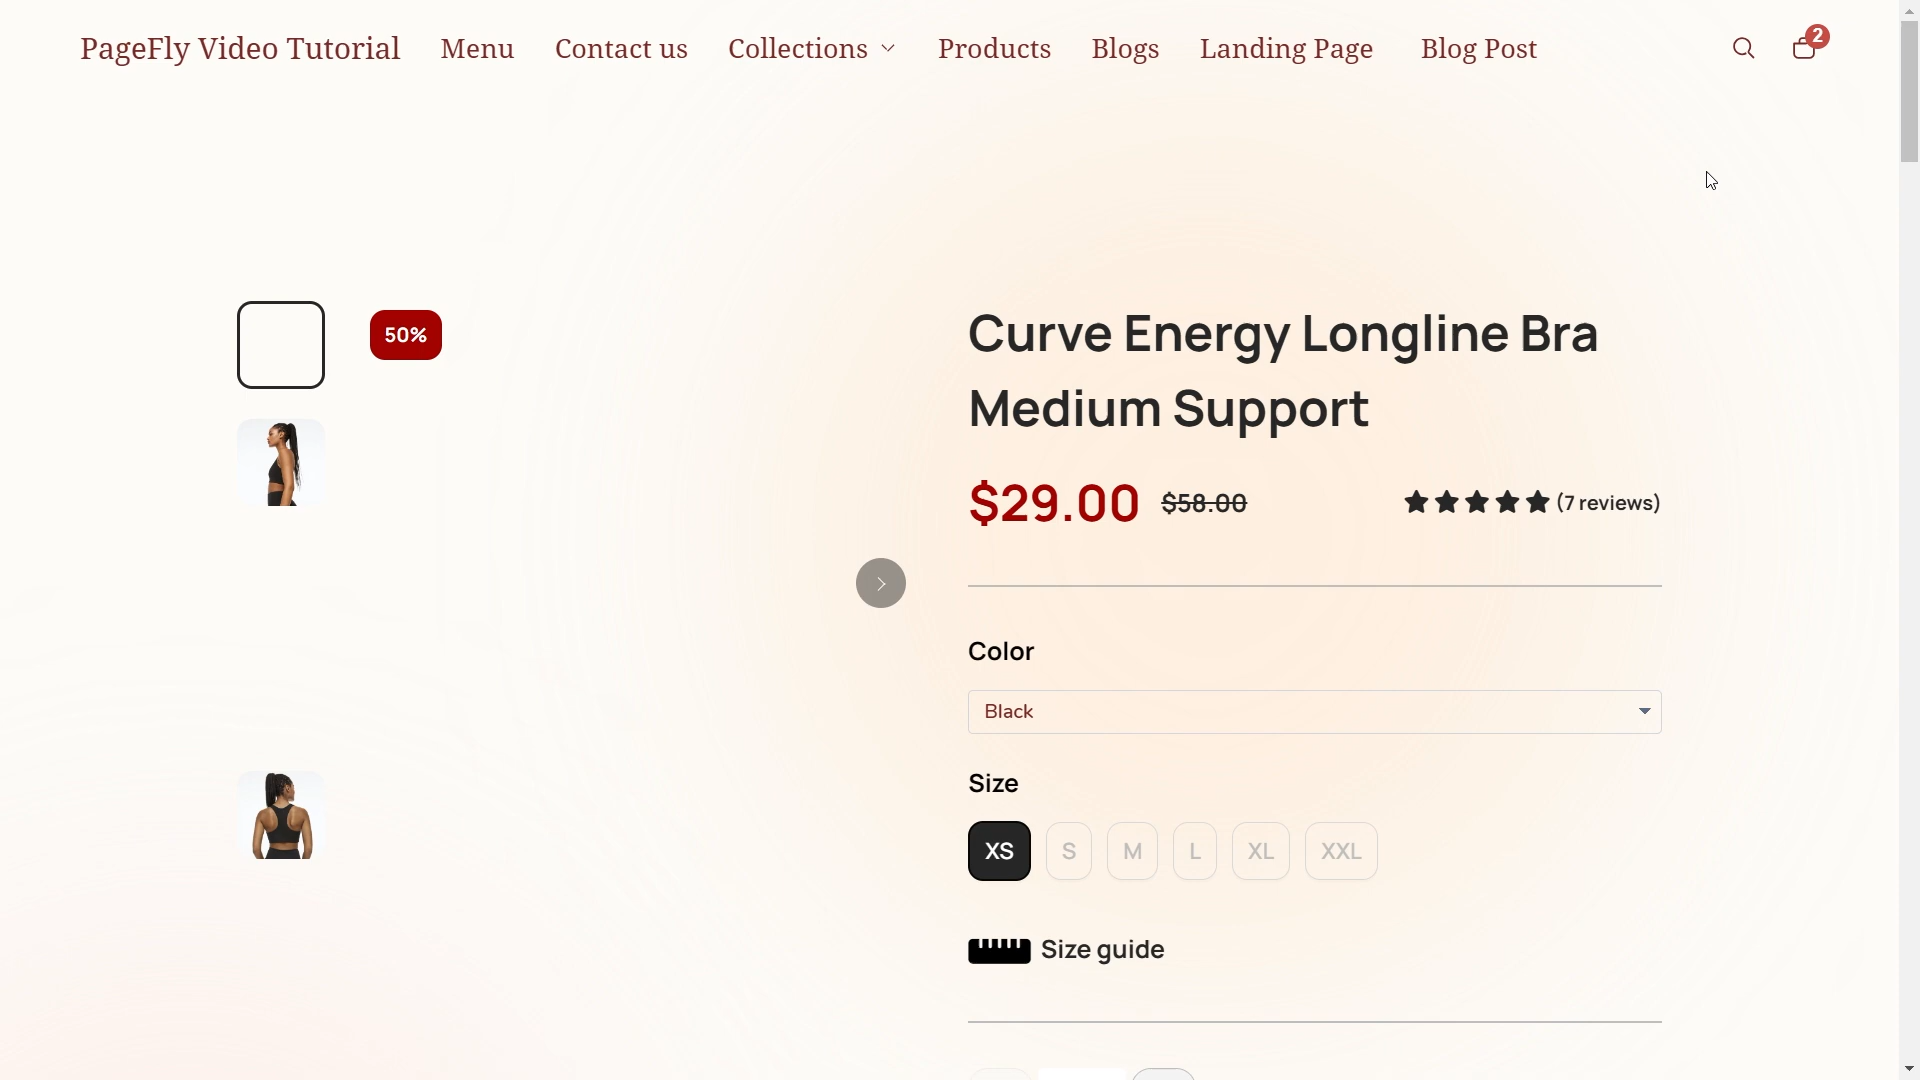 PageFly Video Tutorial Menu Contact us Collections Products Blogs Landing Page Blog Post 2
50%
Curve Energy Longline Bra
Medium Support
$29.00 $58.00 (7 reviews)
Color
Black
Size
XS S M L XL XXL
Size guide